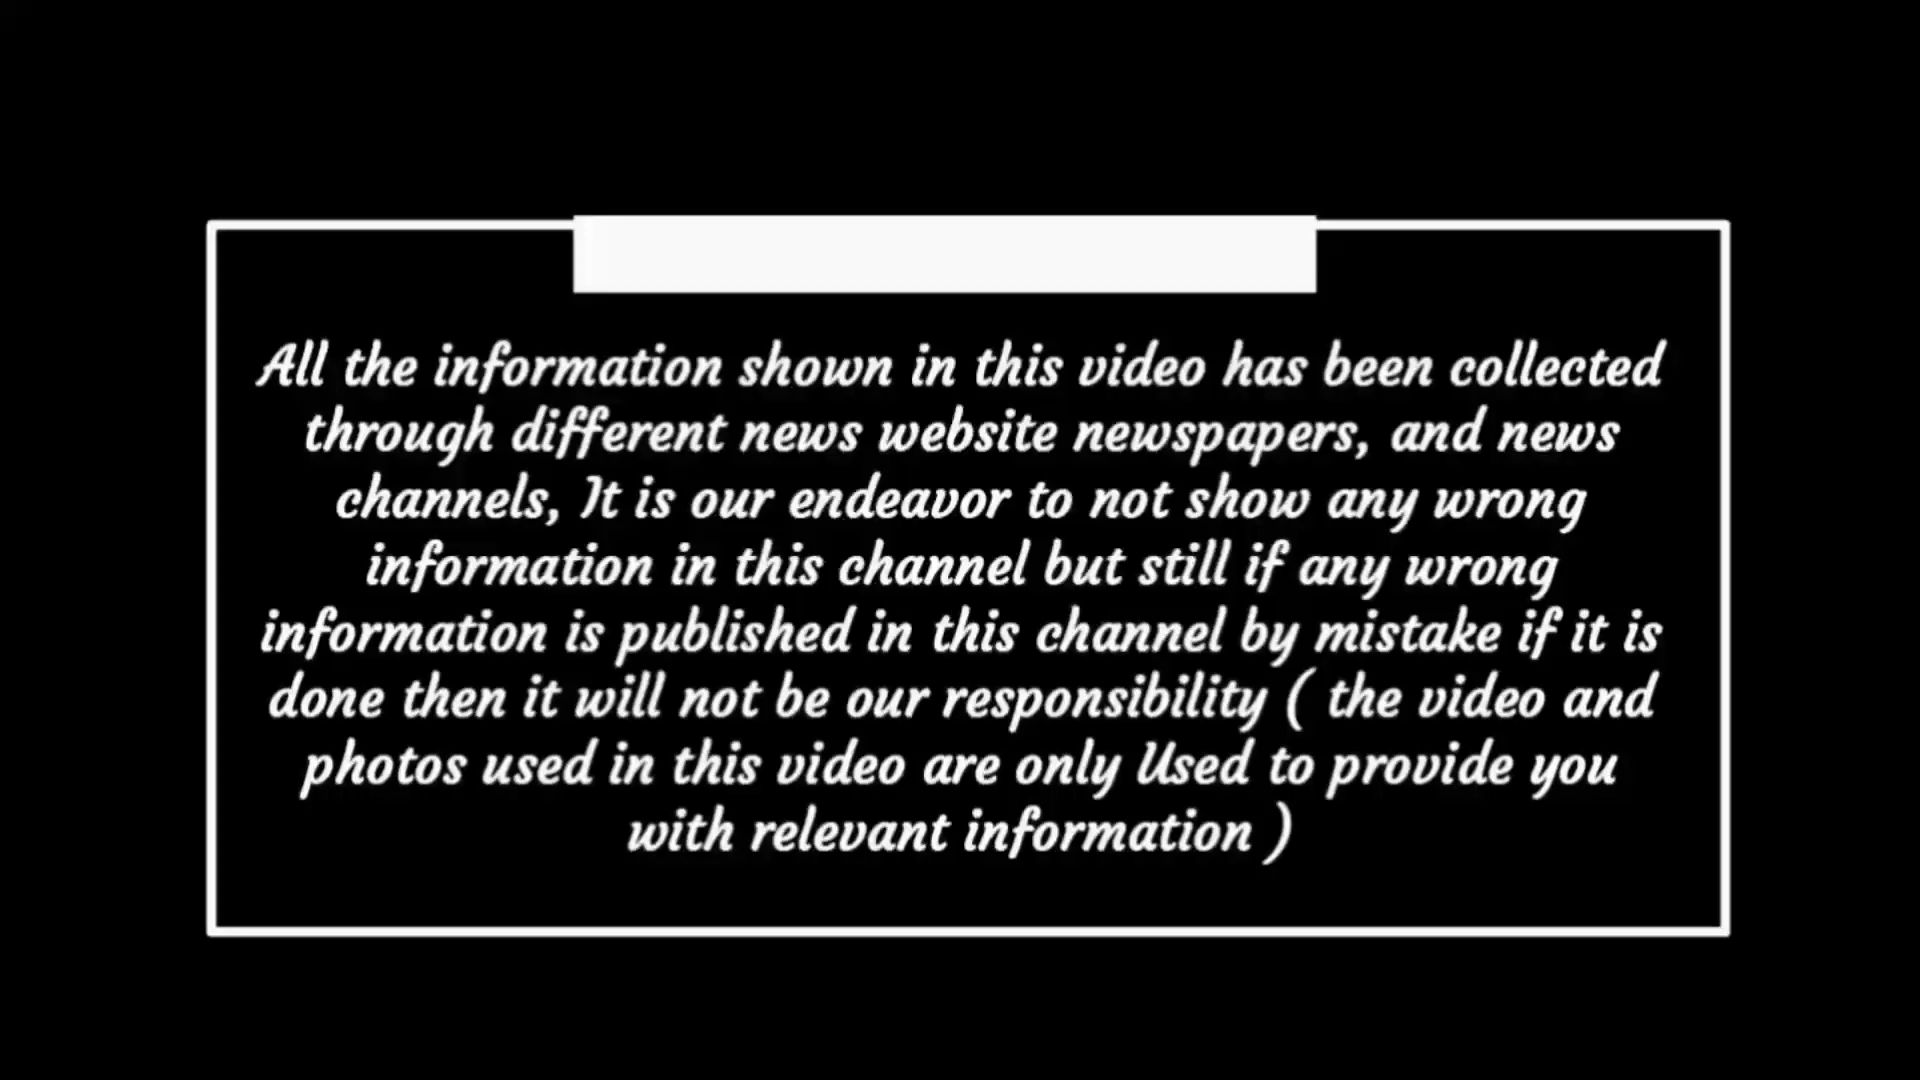 All the information shown in this video has been collected
through different news website newspapers, and news
channels, It is our endeavor to not show any wrong
information in this channel but still if any wrong
information is published in this channel by mistake if it is
done then it will not be our responsibility ( the video and
photos used in this video are only Used to provide you
with relevant information )